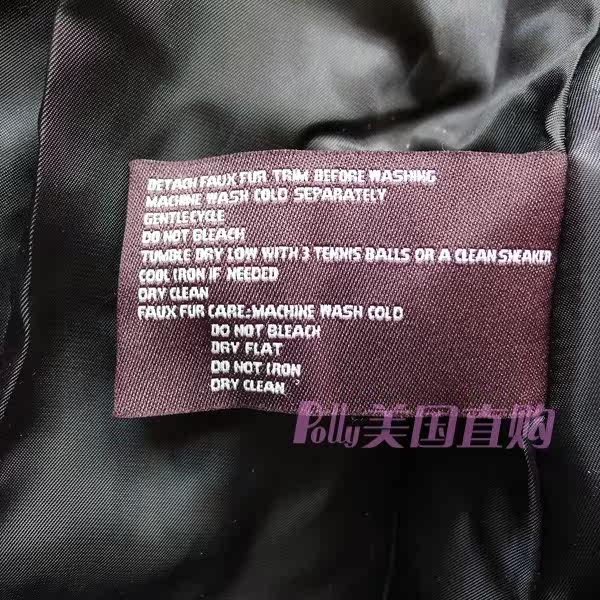 DETACH FAUX FUR TRIM BEFORE WASHING
MACHINE WASH COLD SEPARATELY
GENTLE CYCLE
DO NOT BLEACH
TUMBLE DRY LOW WITH 3 TENNIS BALLS OR A CLEAN SNEAKER
COOL IRON IF NEEDED
DRY CLEAN
FAUX FUR CARE:MACHINE WASH COLD
DO NOT BLEACH
DRY FLAT
DO NOT IRON
DRY CLEAN
Polly美国直购